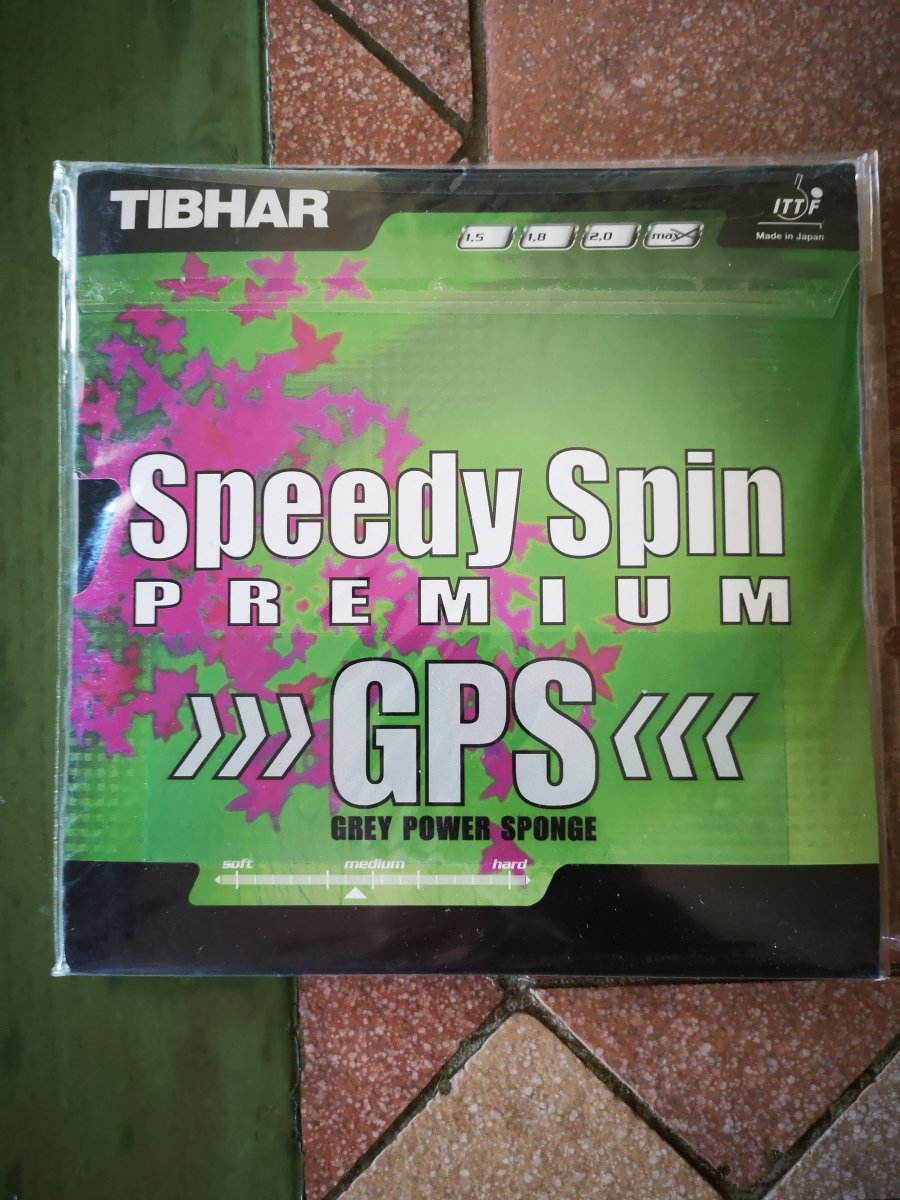 TIBHAR
1.5 1.8 2.0 max
ITTF
Made in Japan
Speedy Spin
PREMIUM
GPS
GREY POWER SPONGE
soft medium hard